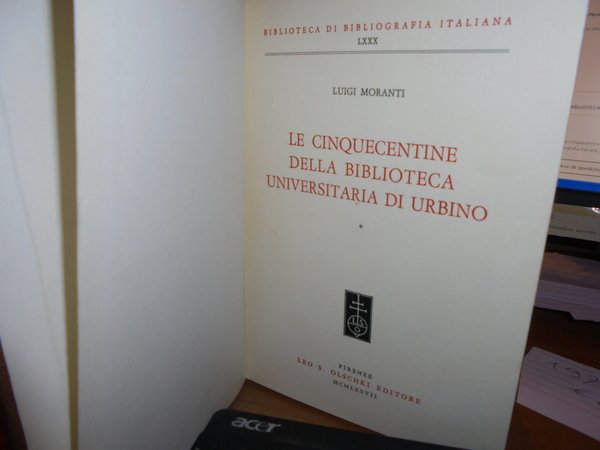 BIBLIOTECA DI BIBLIOGRAFIA ITALIANA
LXXX
LUIGI MORANTI
LE CINQUECENTINE
DELLA BIBLIOTECA
UNIVERSITARIA DI URBINO
*
FIRENZE
LEO S. OLSCHKI EDITORE
MCMLXXVII
acer